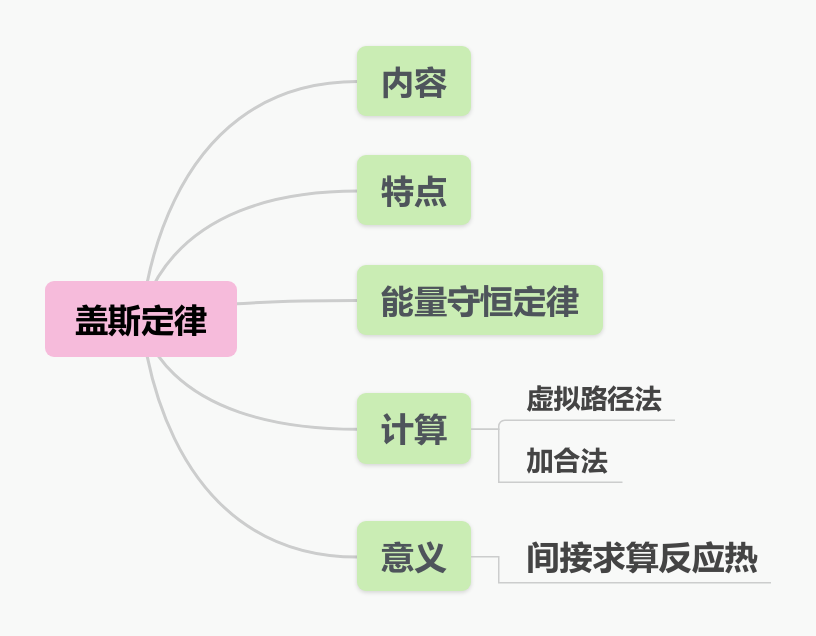 内容
特点
能量守恒定律
盖斯定律
计算
虚拟路径法
加合法
意义
间接求算反应热